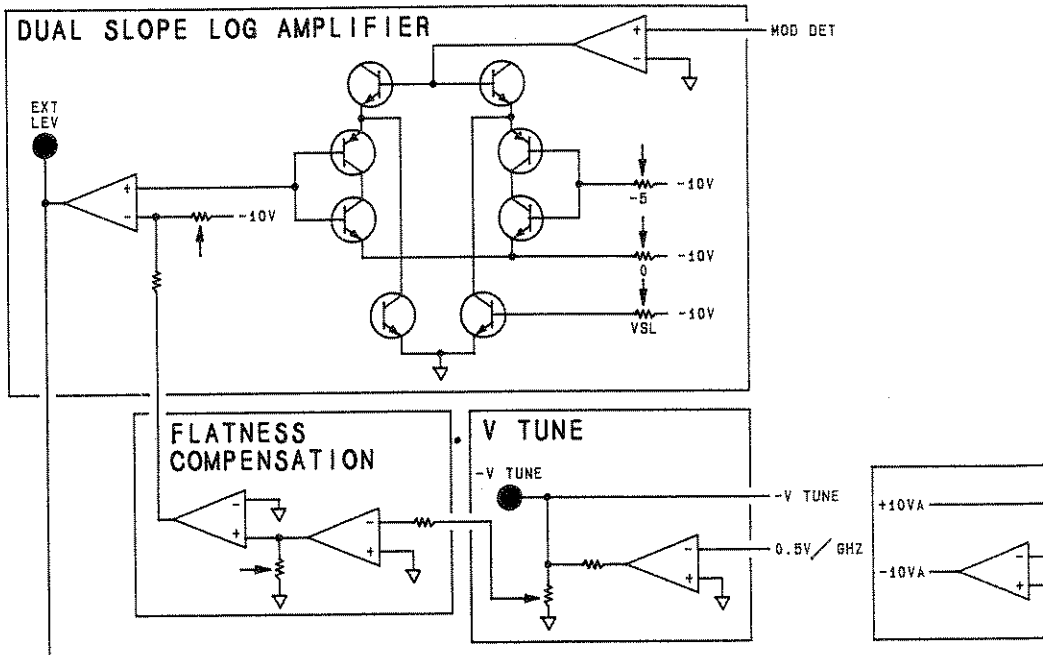 DUAL SLOPE LOG AMPLIFIER
MOD DET
+
-
EXT
LEV
+
-
-10V
-5
-10V
0
-10V
VSL
-10V
FLATNESS
COMPENSATION
-
+
-
+
V TUNE
-V TUNE
-V TUNE
0.5V/GHZ
-
+
+10VA
-10VA
-
+